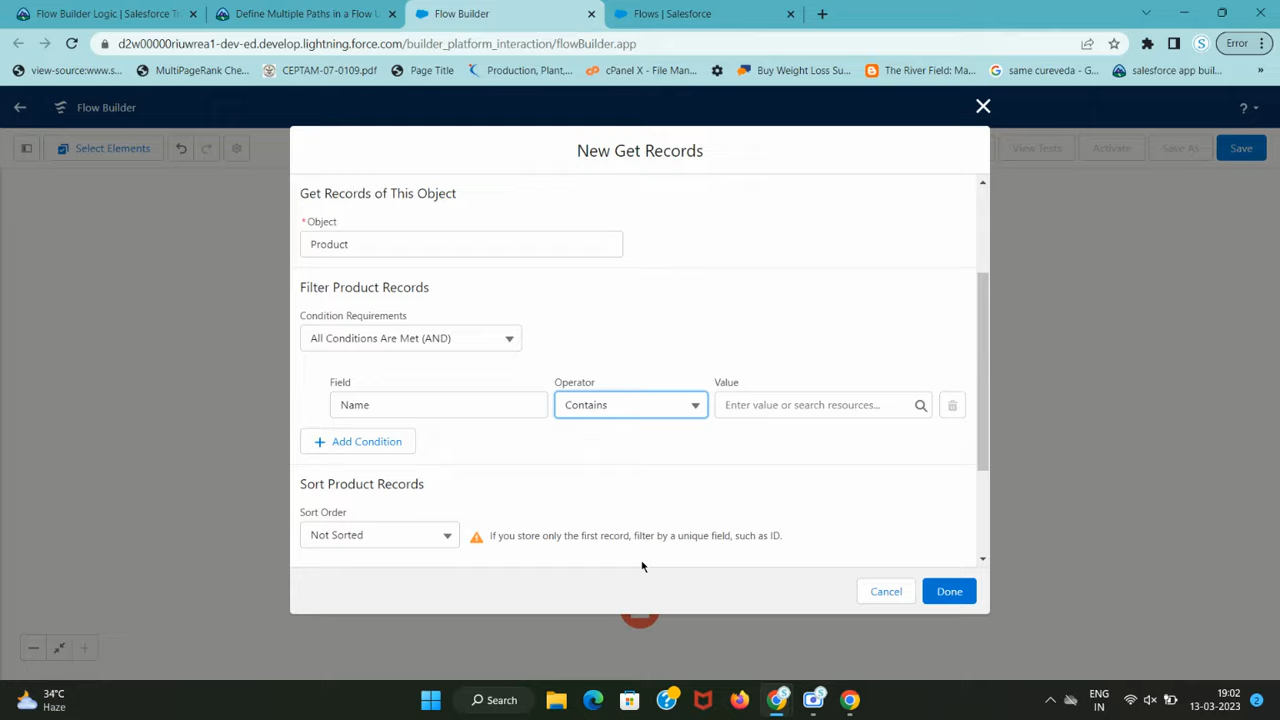 Flow Builder Logic | Salesforce Tr
Define Multiple Paths in a Flow U
Flow Builder
Flows | Salesforce
d2w00000riuwrea1-dev-ed.develop.lightning.force.com/builder_platform_interaction/flowBuilder.app
S
Error
view-source:www.s...
MultiPageRank Che...
CEPTAM-07-0109.pdf
Page Title
Production, Plant,...
cPanel X - File Man...
Buy Weight Loss Su...
The River Field: Ma...
same cureveda - Go...
salesforce app buil...
»
Flow Builder
?
Select Elements
View Tests
Activate
Save As
Save
New Get Records
Get Records of This Object
*Object
Product
Filter Product Records
Condition Requirements
All Conditions Are Met (AND)
Field
Operator
Value
Name
Contains
Enter value or search resources...
+ Add Condition
Sort Product Records
Sort Order
Not Sorted
If you store only the first record, filter by a unique field, such as ID.
Cancel
Done
34°C
Haze
Search
ENG
IN
19:02
13-03-2023
2